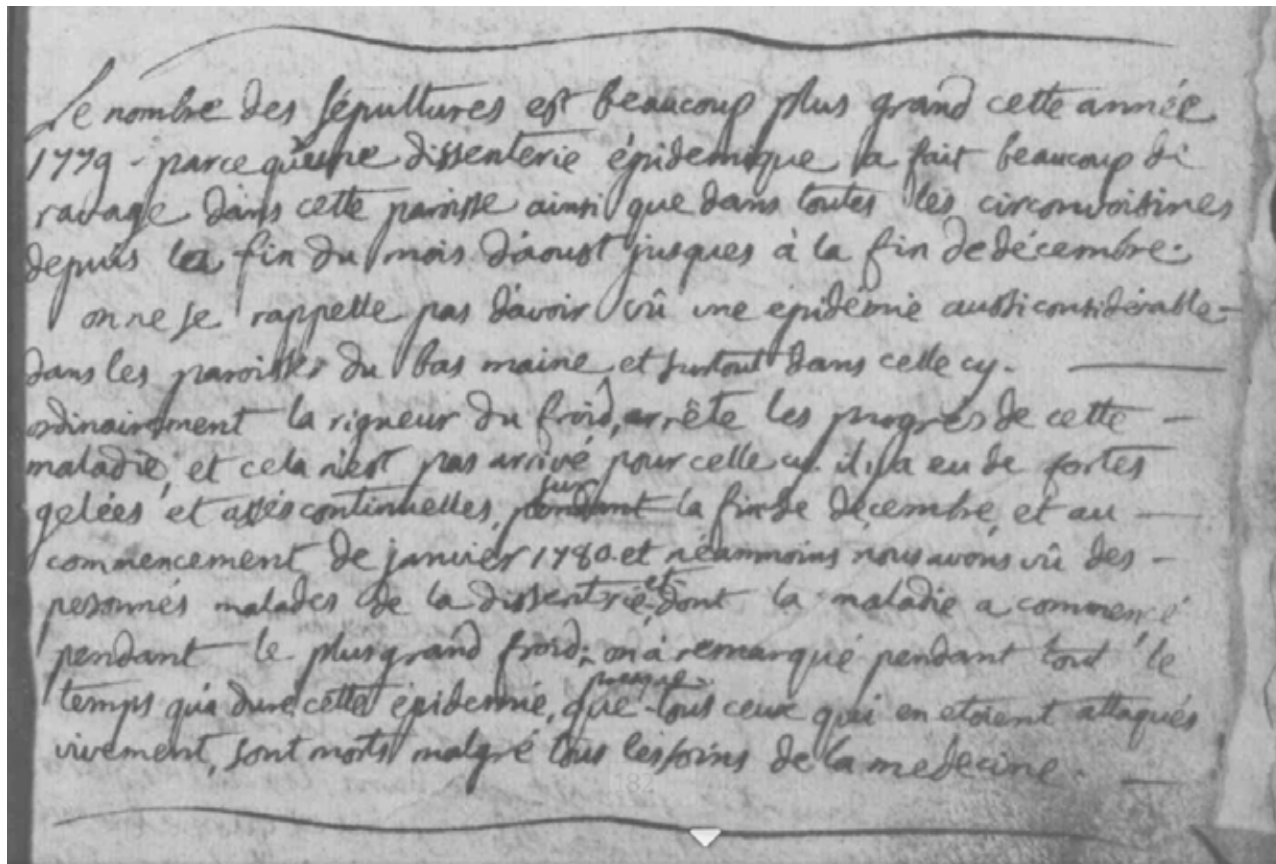 Le nombre des sépultures est beaucoup plus grand cette année
1779 - parcequ'une dissenterie épidemique a fait beaucoup de
ravage dans cette paroisse ainsi que dans toutes les circonvoisines
depuis la fin du mois d'aoust jusques à la fin de décembre.
on ne se rappelle pas d'avoir vû une epidémie aussi considérable -
dans les paroisses du bas maine et surtout dans celle cy. —
ordinairement la rigueur du froid, arrête les progrès de cette —
maladie, et cela n'est pas arrivé pour celle cy. il y a eu de fortes
gelées et assés continuelles, sur la fin de décembre, et au —
commencement de janvier 1780. et néammoins nous avons vû des -
personnes malades de la dissentrie, et dont la maladie a commencé
pendant le plus grand froid; on a remarqué pendant tout le
temps qu'a duré cette épidemie, que presque tous ceux qui en etoient attaqués
vivement, sont morts malgré tous les soins de la medecine. —
182